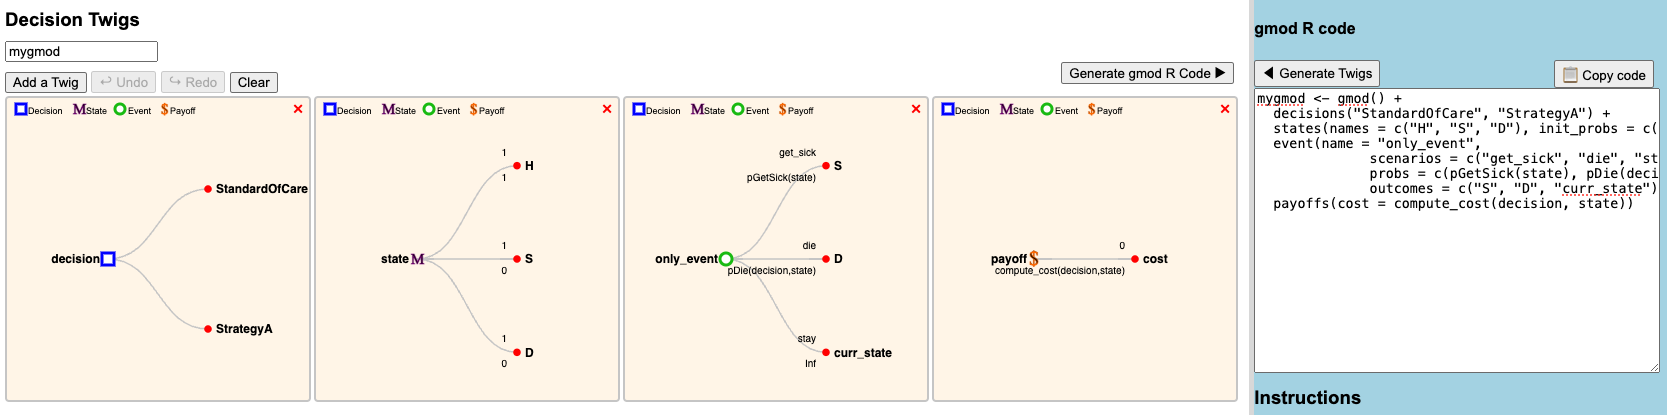 Decision Twigs
mygmod
Add a Twig
↩ Undo
↪ Redo
Clear
Generate gmod R Code ▶
Decision MState Event $Payoff ✕
decision
StandardOfCare
StrategyA
Decision MState Event $Payoff ✕
state M
1
H
1
1
S
0
1
D
0
Decision MState Event $Payoff ✕
only_event
get_sick
S
pGetSick(state)
die
D
pDie(decision,state)
stay
curr_state
Inf
Decision MState Event $Payoff ✕
payoff $
0
cost
compute_cost(decision,state)
gmod R code
◀ Generate Twigs
📋 Copy code
mygmod <- gmod() +
  decisions("StandardOfCare", "StrategyA") +
  states(names = c("H", "S", "D"), init_probs = c(
  event(name = "only_event",
              scenarios = c("get_sick", "die", "st
              probs = c(pGetSick(state), pDie(deci
              outcomes = c("S", "D", "curr_state")
  payoffs(cost = compute_cost(decision, state))
Instructions